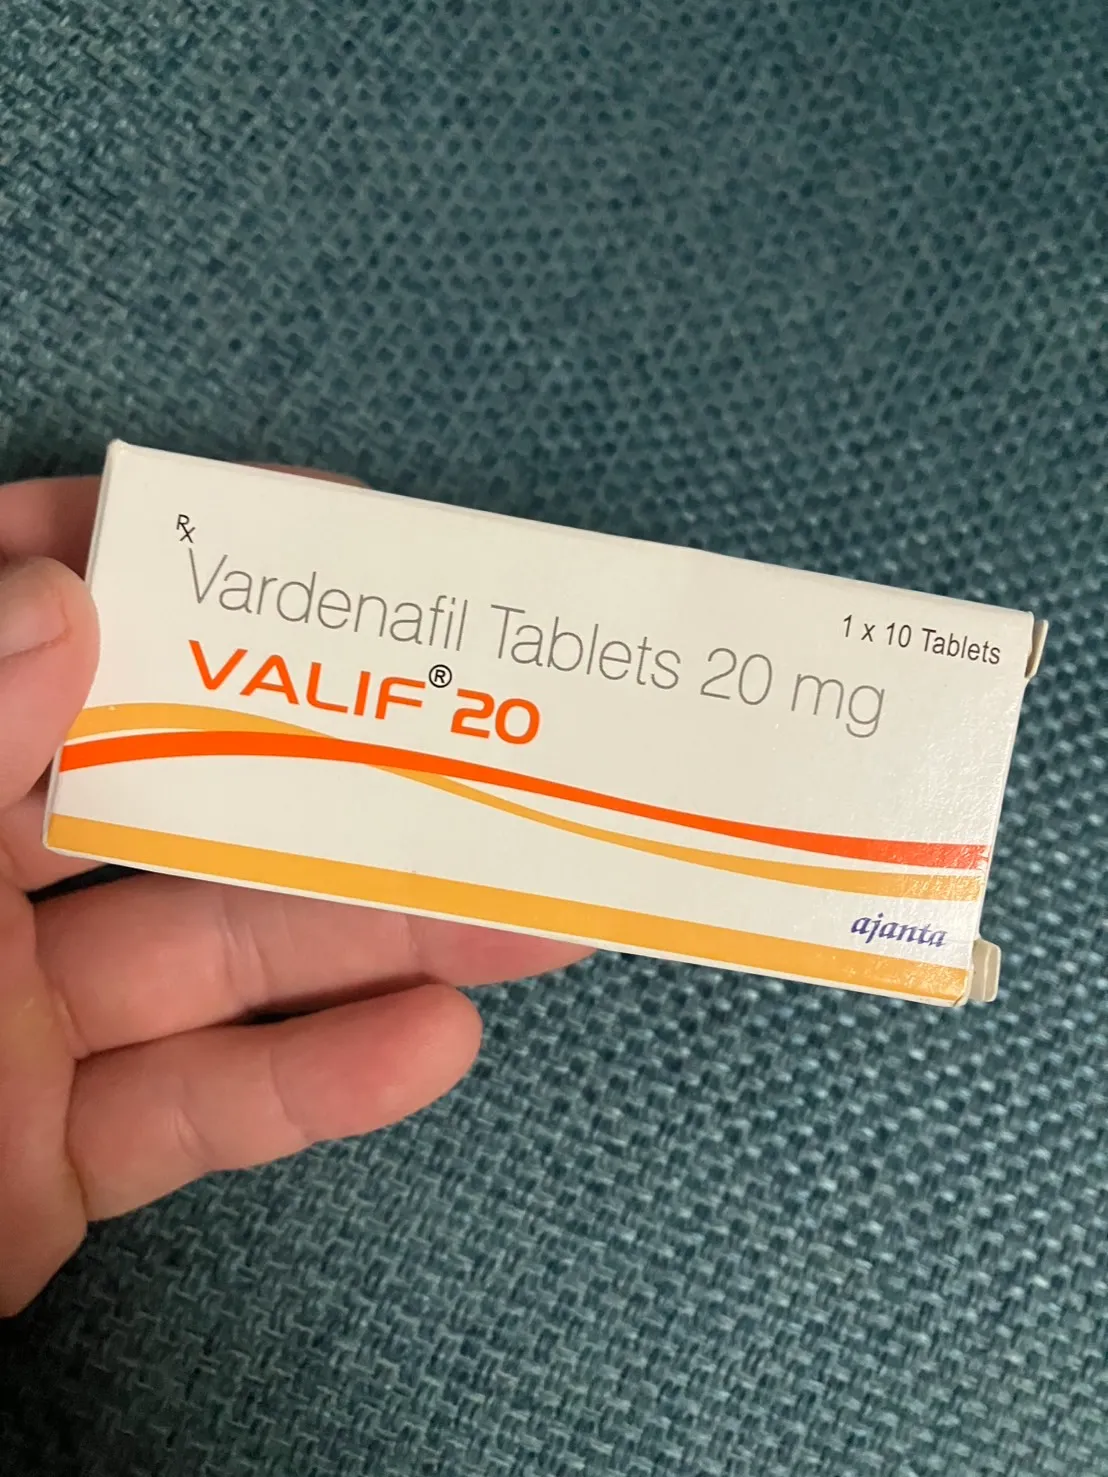 Rx
Vardenafil Tablets 20 mg
1 x 10 Tablets
VALIF® 20
ajanta